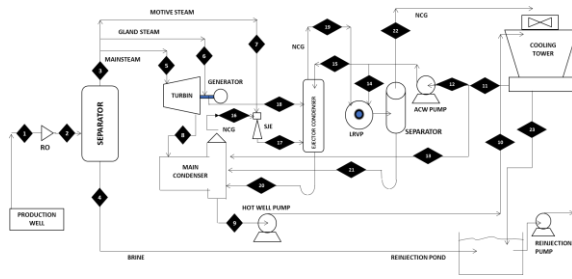 MOTIVE STEAM
GLAND STEAM
MAINSTEAM
3
5
6
7
19
22
NCG
NCG
COOLING
TOWER
TURBIN
GENERATOR
15
14
12
11
ACW PUMP
SEPARATOR
1
RO
2
18
16
SJE
NCG
17
EJECTOR CONDENSER
LRVP
SEPARATOR
8
MAIN
CONDENSER
13
21
20
10
23
4
9
HOT WELL PUMP
PRODUCTION
WELL
REINJECTION
PUMP
BRINE
REINJECTION POND